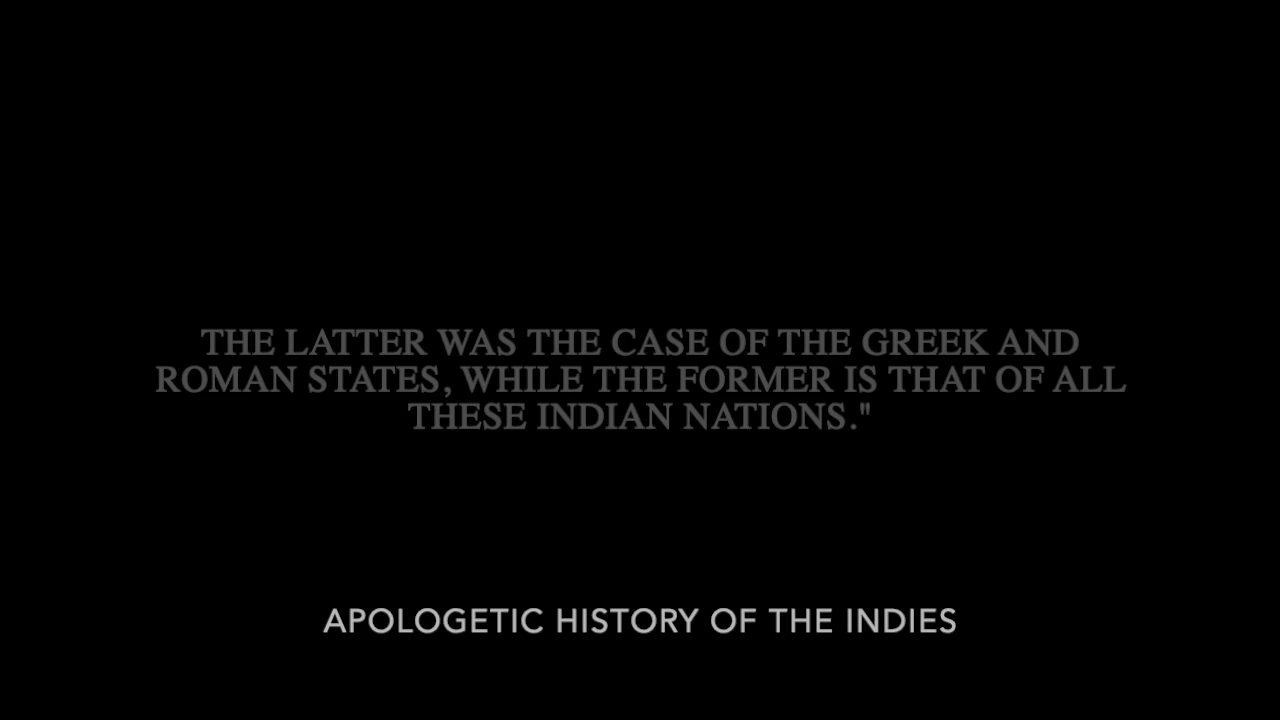 THE LATTER WAS THE CASE OF THE GREEK AND
ROMAN STATES, WHILE THE FORMER IS THAT OF ALL
THESE INDIAN NATIONS."
APOLOGETIC HISTORY OF THE INDIES